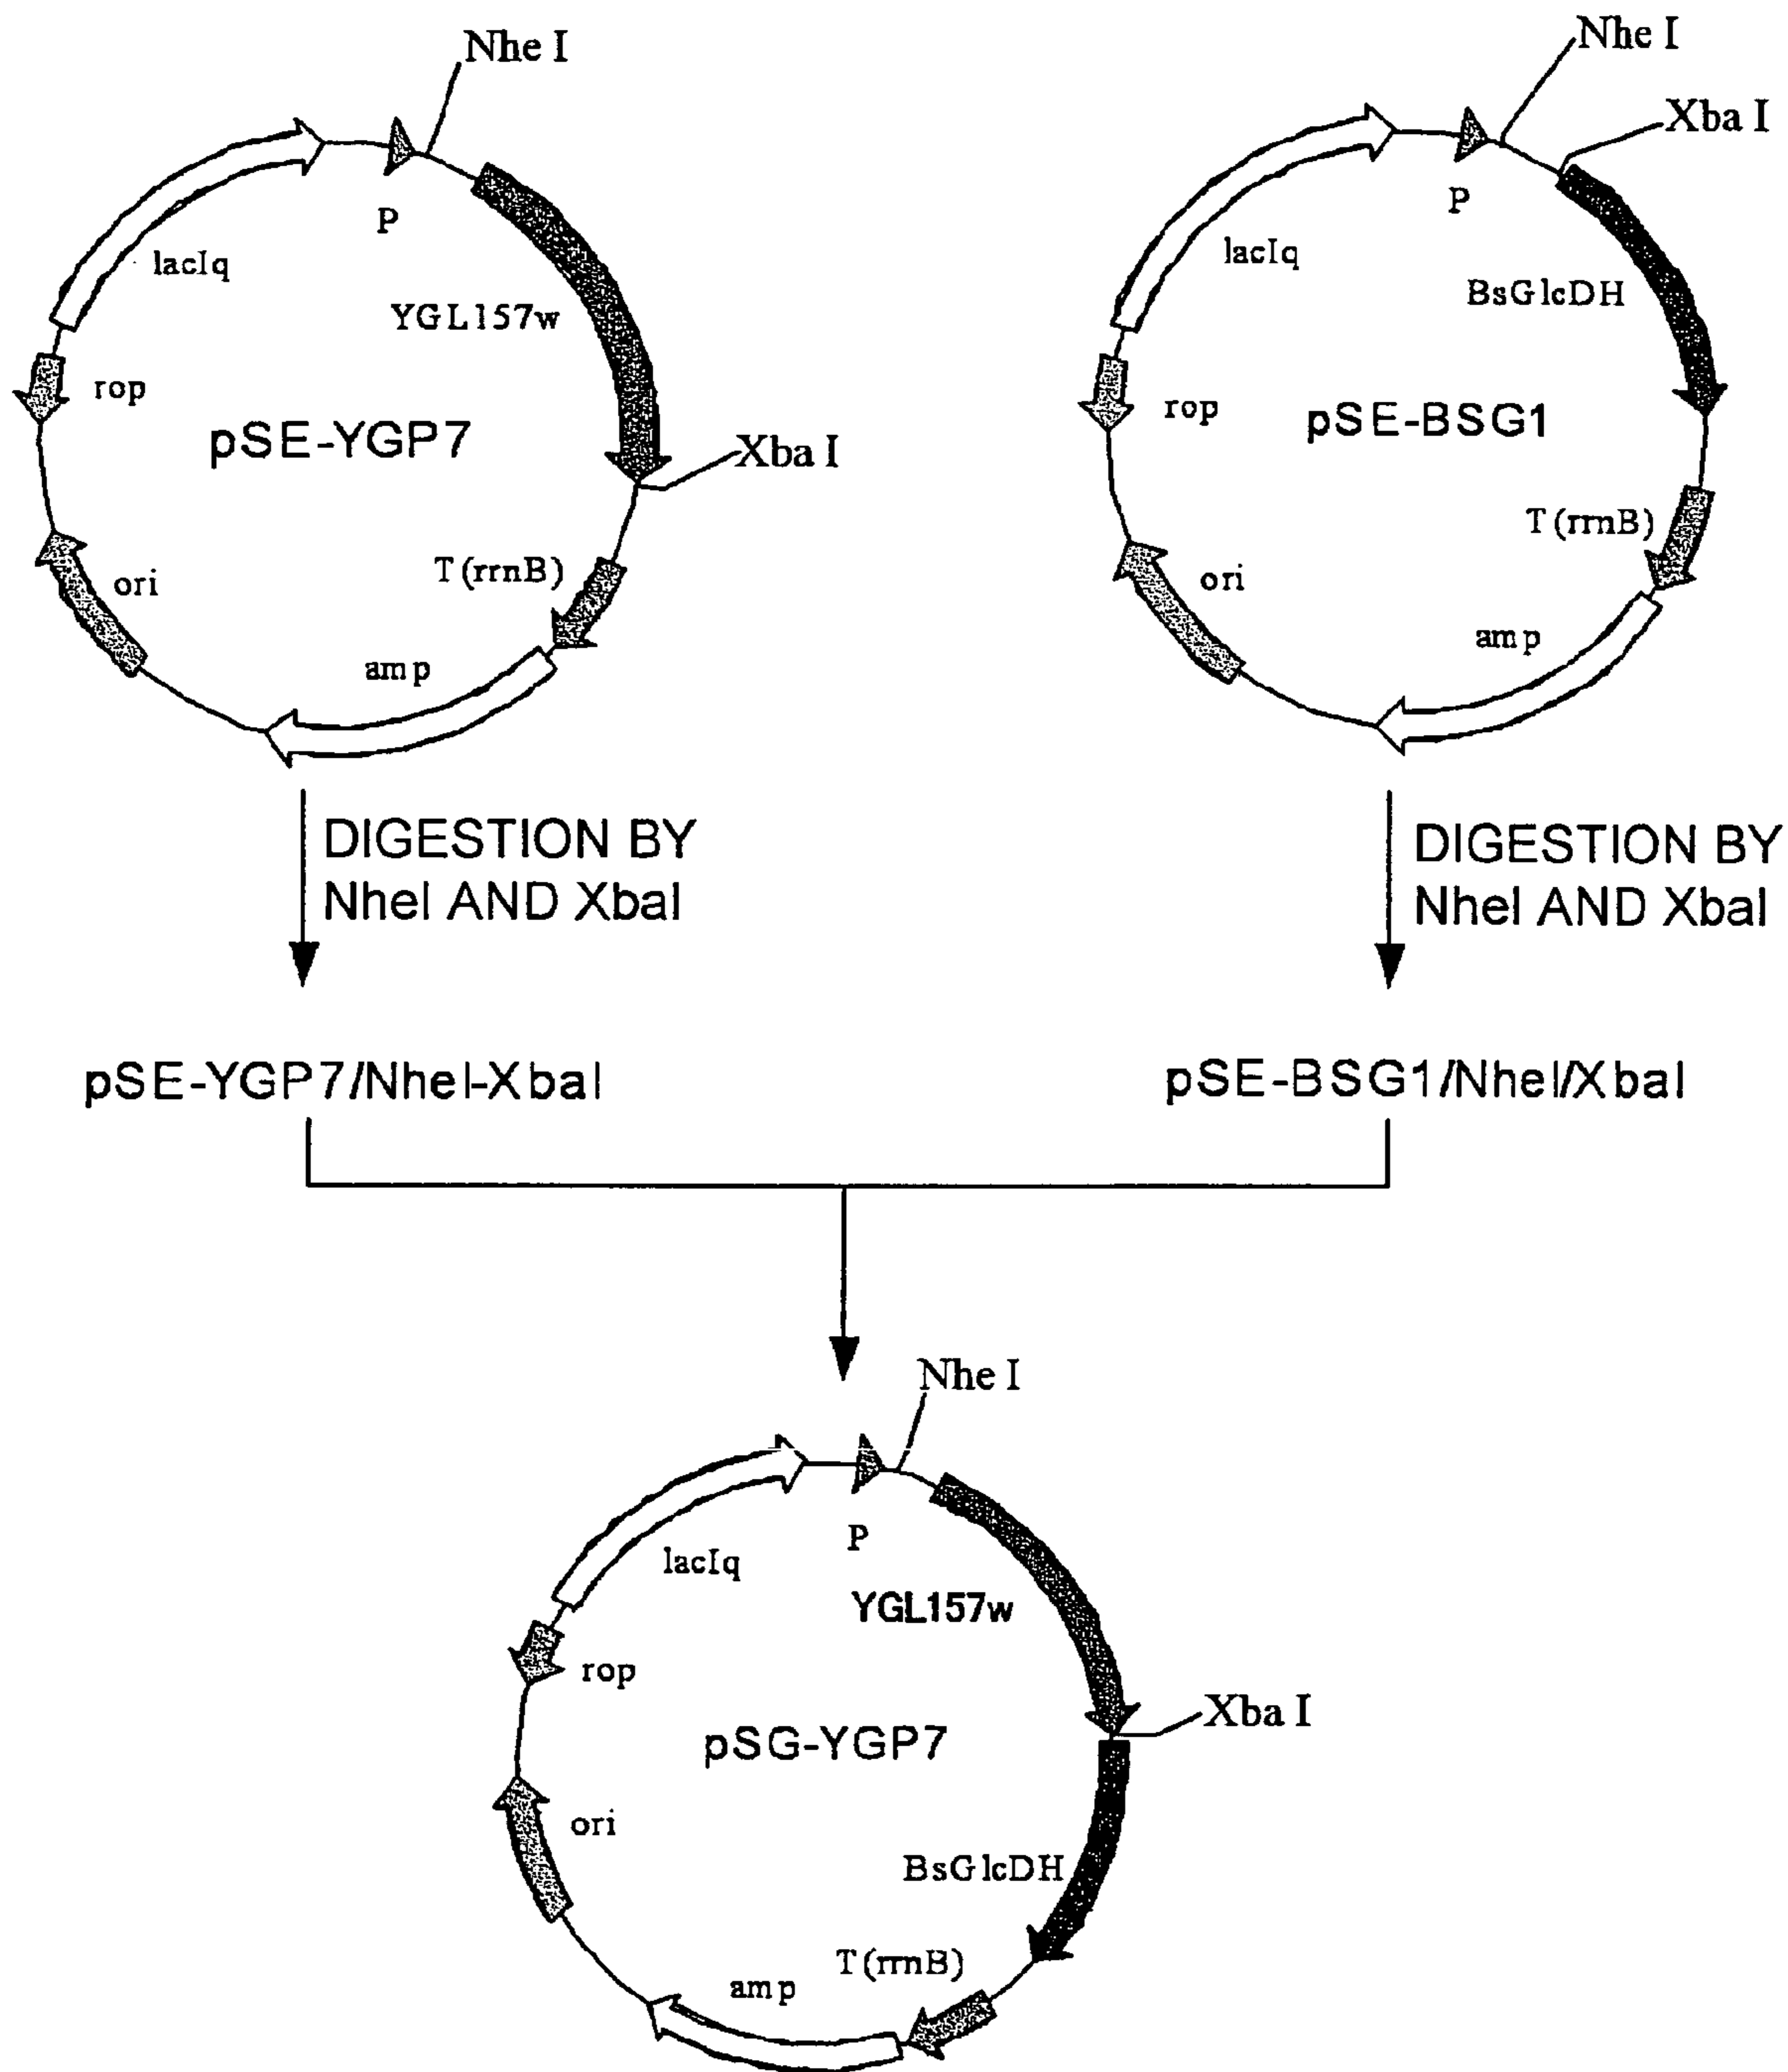 Nhe I
P
lacIq
YGL157w
rop
pSE-YGP7
Xba I
T(rrnB)
ori
amp
Nhe I
Xba I
P
lacIq
BsGlcDH
rop
pSE-BSG1
T(rrnB)
ori
amp
DIGESTION BY
NheI AND XbaI
DIGESTION BY
NheI AND XbaI
pSE-YGP7/NheI-XbaI
pSE-BSG1/NheI/XbaI
Nhe I
P
lacIq
YGL157w
rop
Xba I
pSG-YGP7
ori
BsGlcDH
T(rrnB)
amp